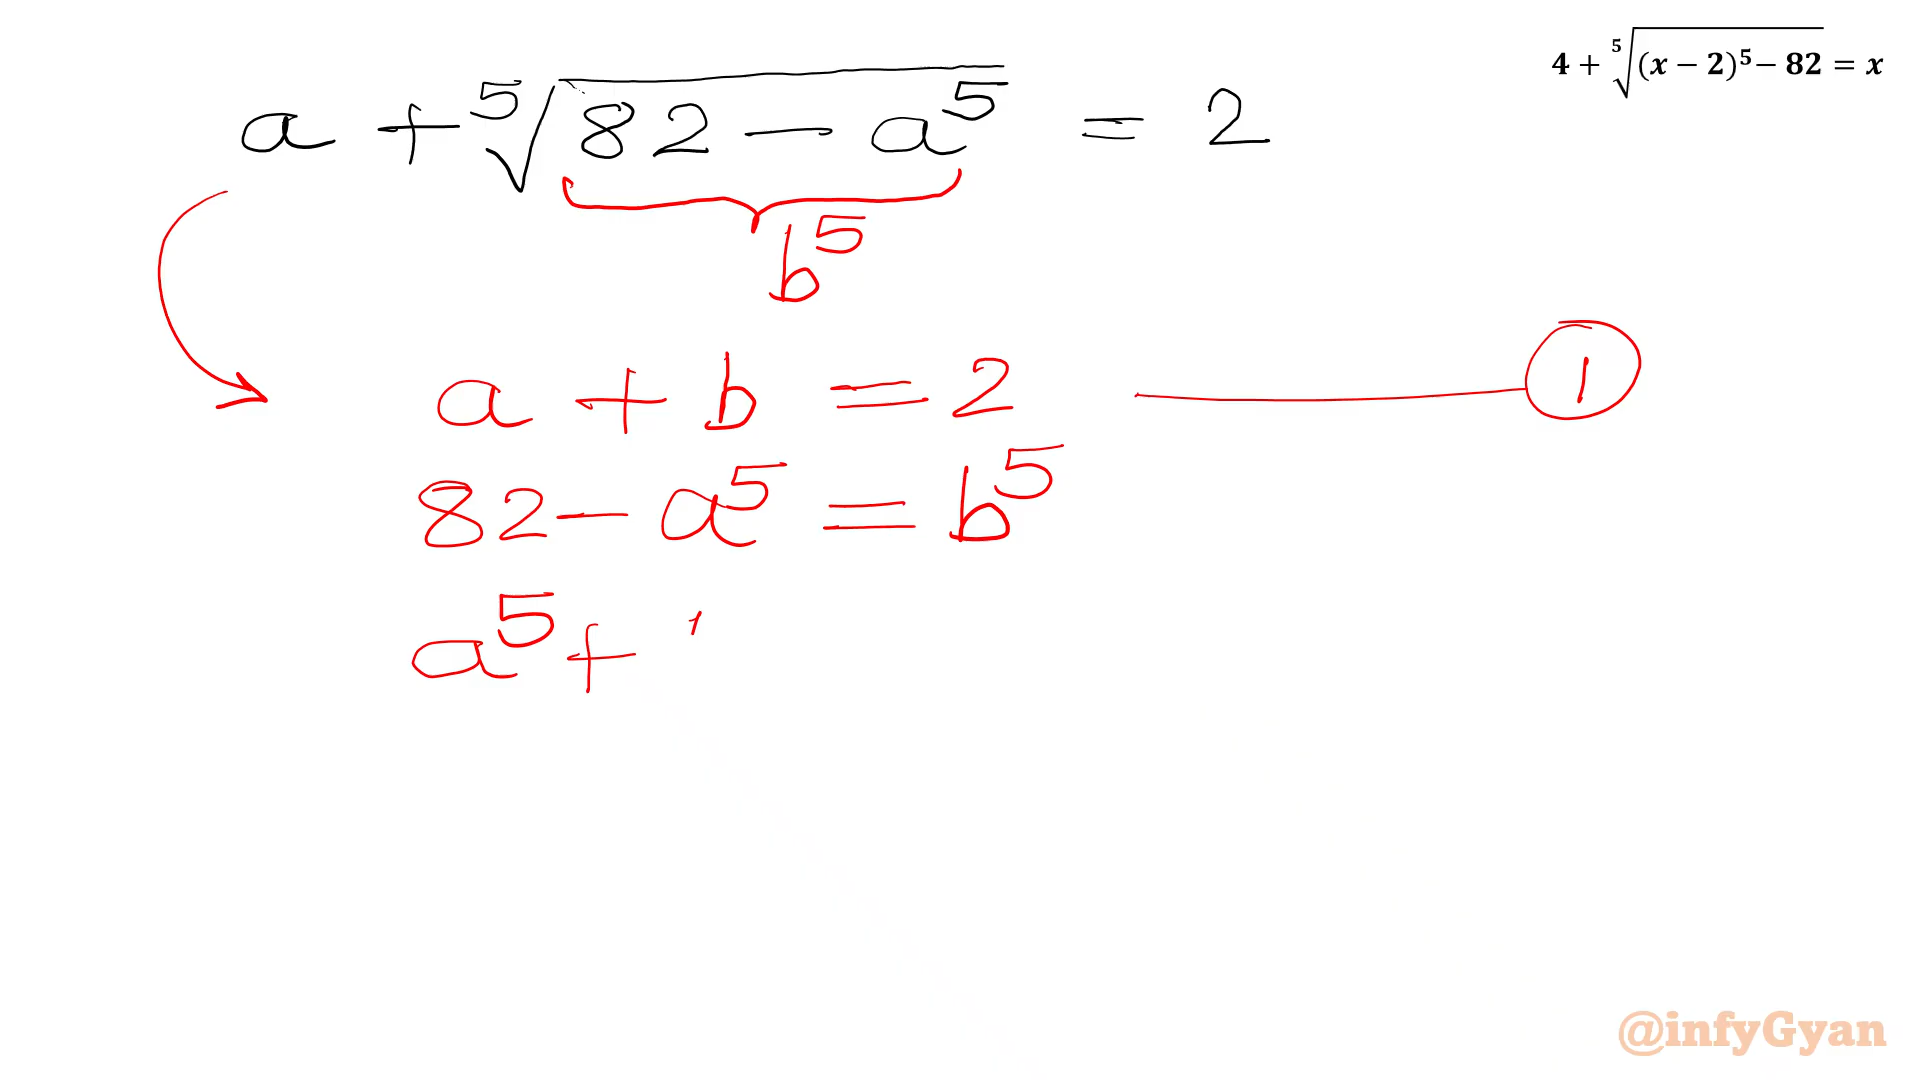 4 + ⁵√((x − 2)⁵ − 82) = x
a + ⁵√(82 − a⁵) = 2
b⁵
a + b = 2 ——— ①
82 − a⁵ = b⁵
a⁵ +
@infyGyan